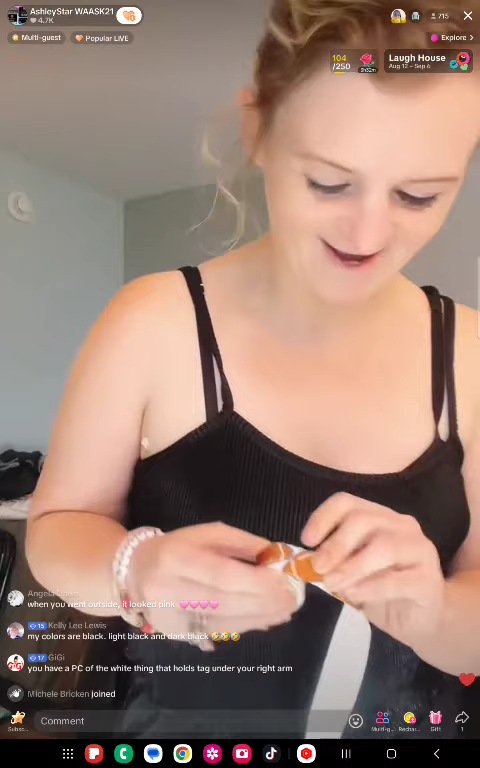 AshleyStar WAASK21
4.7K
715
Multi-guest
Popular LIVE
Explore >
104
/250
Laugh House
Aug 12 – Sep 6
when you went outside, it looked pink 🩷🩷🩷🩷
15 Kelly Lee Lewis
my colors are black. light black and dark black 🤣🤣🤣
17 GiGi
you have a PC of the white thing that holds tag under your right arm
Michele Bricken joined
Comment
Subsc...
Multi-g...
Rechar...
Gift
1